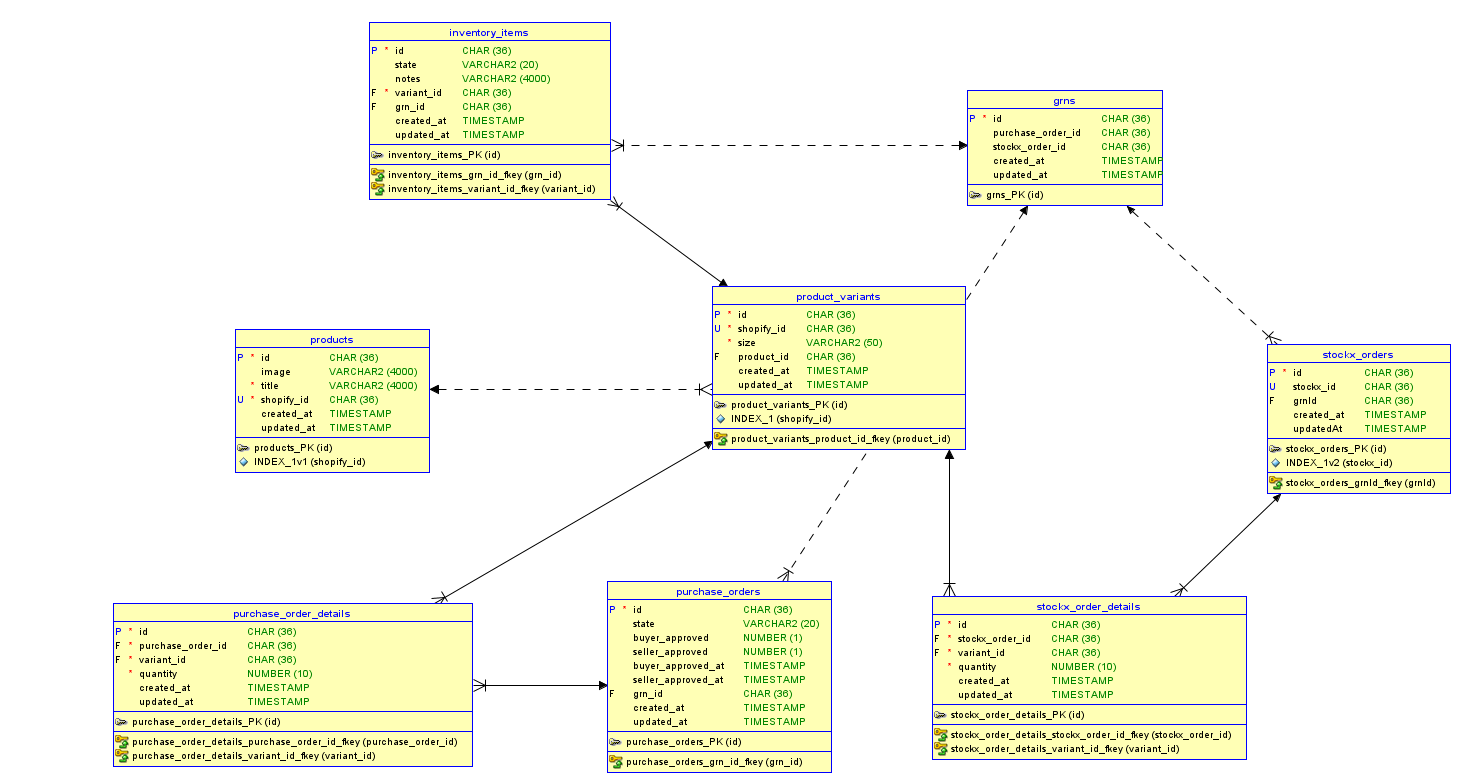 inventory_items
P * id CHAR (36)
state VARCHAR2 (20)
notes VARCHAR2 (4000)
F * variant_id CHAR (36)
F grn_id CHAR (36)
created_at TIMESTAMP
updated_at TIMESTAMP
inventory_items_PK (id)
inventory_items_grn_id_fkey (grn_id)
inventory_items_variant_id_fkey (variant_id)
grns
P * id CHAR (36)
purchase_order_id CHAR (36)
stockx_order_id CHAR (36)
created_at TIMESTAMP
updated_at TIMESTAMP
grns_PK (id)
product_variants
P * id CHAR (36)
U * shopify_id CHAR (36)
* size VARCHAR2 (50)
F product_id CHAR (36)
created_at TIMESTAMP
updated_at TIMESTAMP
product_variants_PK (id)
INDEX_1 (shopify_id)
product_variants_product_id_fkey (product_id)
products
P * id CHAR (36)
image VARCHAR2 (4000)
* title VARCHAR2 (4000)
U * shopify_id CHAR (36)
created_at TIMESTAMP
updated_at TIMESTAMP
products_PK (id)
INDEX_1v1 (shopify_id)
stockx_orders
P * id CHAR (36)
U stockx_id CHAR (36)
F grnId CHAR (36)
created_at TIMESTAMP
updatedAt TIMESTAMP
stockx_orders_PK (id)
INDEX_1v2 (stockx_id)
stockx_orders_grnId_fkey (grnId)
purchase_order_details
P * id CHAR (36)
F * purchase_order_id CHAR (36)
F * variant_id CHAR (36)
* quantity NUMBER (10)
created_at TIMESTAMP
updated_at TIMESTAMP
purchase_order_details_PK (id)
purchase_order_details_purchase_order_id_fkey (purchase_order_id)
purchase_order_details_variant_id_fkey (variant_id)
purchase_orders
P * id CHAR (36)
state VARCHAR2 (20)
buyer_approved NUMBER (1)
seller_approved NUMBER (1)
buyer_approved_at TIMESTAMP
seller_approved_at TIMESTAMP
F grn_id CHAR (36)
created_at TIMESTAMP
updated_at TIMESTAMP
purchase_orders_PK (id)
purchase_orders_grn_id_fkey (grn_id)
stockx_order_details
P * id CHAR (36)
F * stockx_order_id CHAR (36)
F * variant_id CHAR (36)
* quantity NUMBER (10)
created_at TIMESTAMP
updated_at TIMESTAMP
stockx_order_details_PK (id)
stockx_order_details_stockx_order_id_fkey (stockx_order_id)
stockx_order_details_variant_id_fkey (variant_id)